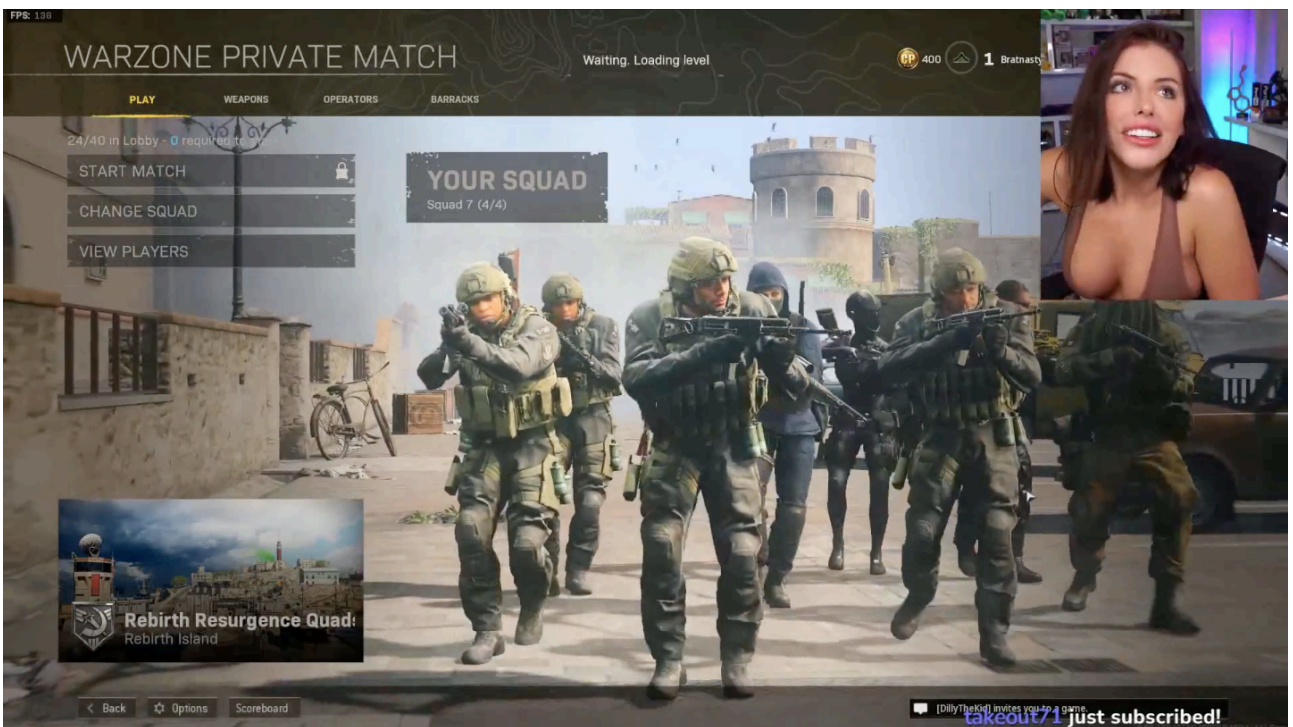 FPS: 136
WARZONE PRIVATE MATCH
Waiting. Loading level
CP 400 1 Bratnasty
PLAY WEAPONS OPERATORS BARRACKS
24/40 in Lobby - 0 required to
START MATCH
CHANGE SQUAD
VIEW PLAYERS
YOUR SQUAD
Squad 7 (4/4)
Rebirth Resurgence Quads
Rebirth Island
Back Options Scoreboard
[DillyTheKid] invites you to a game.
takeout71 just subscribed!